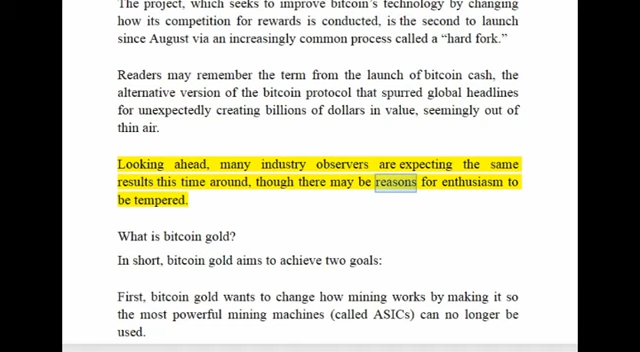 The project, which seeks to improve bitcoin's technology by changing
how its competition for rewards is conducted, is the second to launch
since August via an increasingly common process called a “hard fork.”
Readers may remember the term from the launch of bitcoin cash, the
alternative version of the bitcoin protocol that spurred global headlines
for unexpectedly creating billions of dollars in value, seemingly out of
thin air.
Looking ahead, many industry observers are expecting the same
results this time around, though there may be reasons for enthusiasm to
be tempered.
What is bitcoin gold?
In short, bitcoin gold aims to achieve two goals:
First, bitcoin gold wants to change how mining works by making it so
the most powerful mining machines (called ASICs) can no longer be
used.